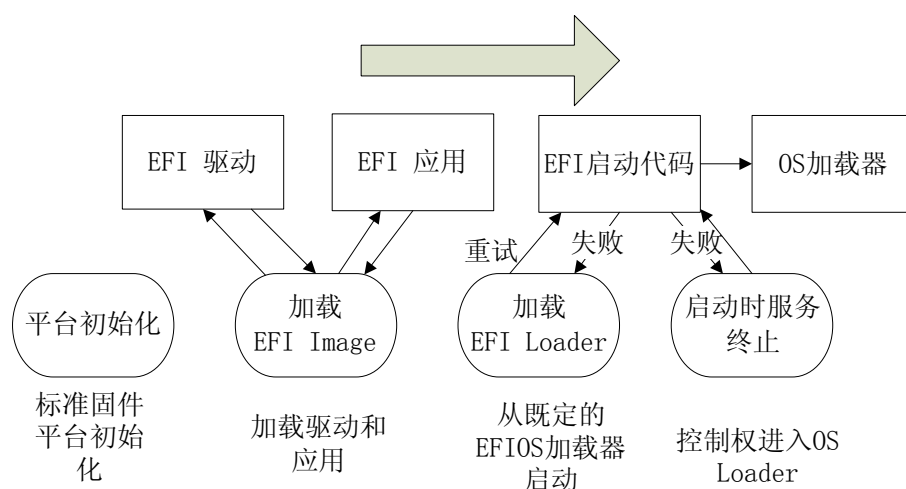 EFI 驱动
EFI 应用
EFI启动代码
OS加载器
重试
失败
失败
平台初始化
加载
EFI Image
加载
EFI Loader
启动时服务
终止
标准固件
平台初始
化
加载驱动和
应用
从既定的
EFIOS加载器
启动
控制权进入OS
Loader